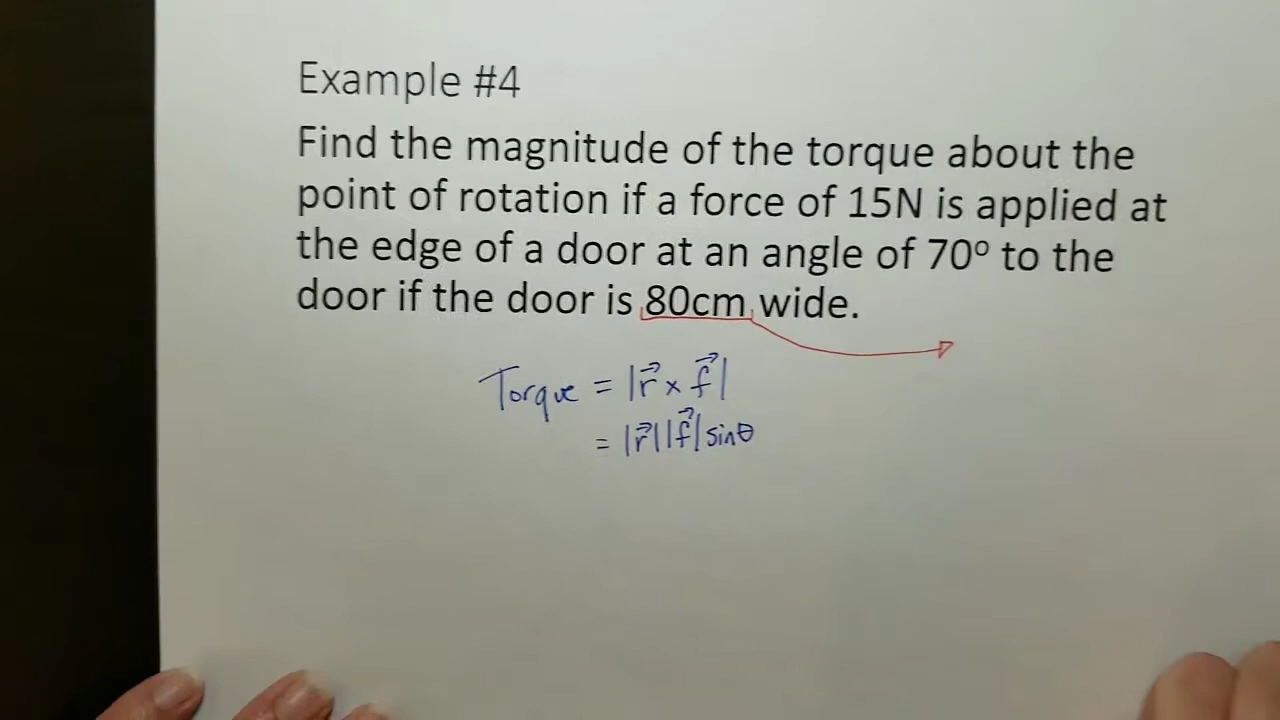 Example #4
Find the magnitude of the torque about the
point of rotation if a force of 15N is applied at
the edge of a door at an angle of 70º to the
door if the door is 80cm wide.
Torque = |r⃗ × f⃗|
= |r⃗||f⃗|sinθ